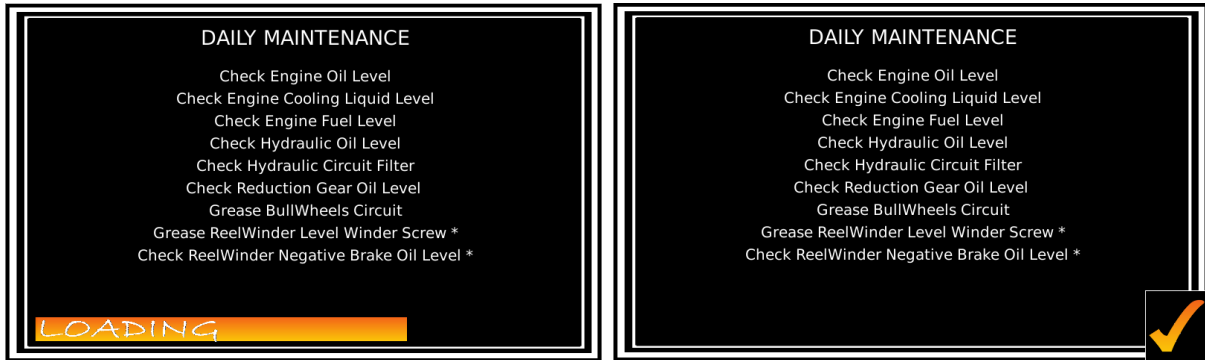 DAILY MAINTENANCE
Check Engine Oil Level
Check Engine Cooling Liquid Level
Check Engine Fuel Level
Check Hydraulic Oil Level
Check Hydraulic Circuit Filter
Check Reduction Gear Oil Level
Grease BullWheels Circuit
Grease ReelWinder Level Winder Screw *
Check ReelWinder Negative Brake Oil Level *
LOADING
DAILY MAINTENANCE
Check Engine Oil Level
Check Engine Cooling Liquid Level
Check Engine Fuel Level
Check Hydraulic Oil Level
Check Hydraulic Circuit Filter
Check Reduction Gear Oil Level
Grease BullWheels Circuit
Grease ReelWinder Level Winder Screw *
Check ReelWinder Negative Brake Oil Level *